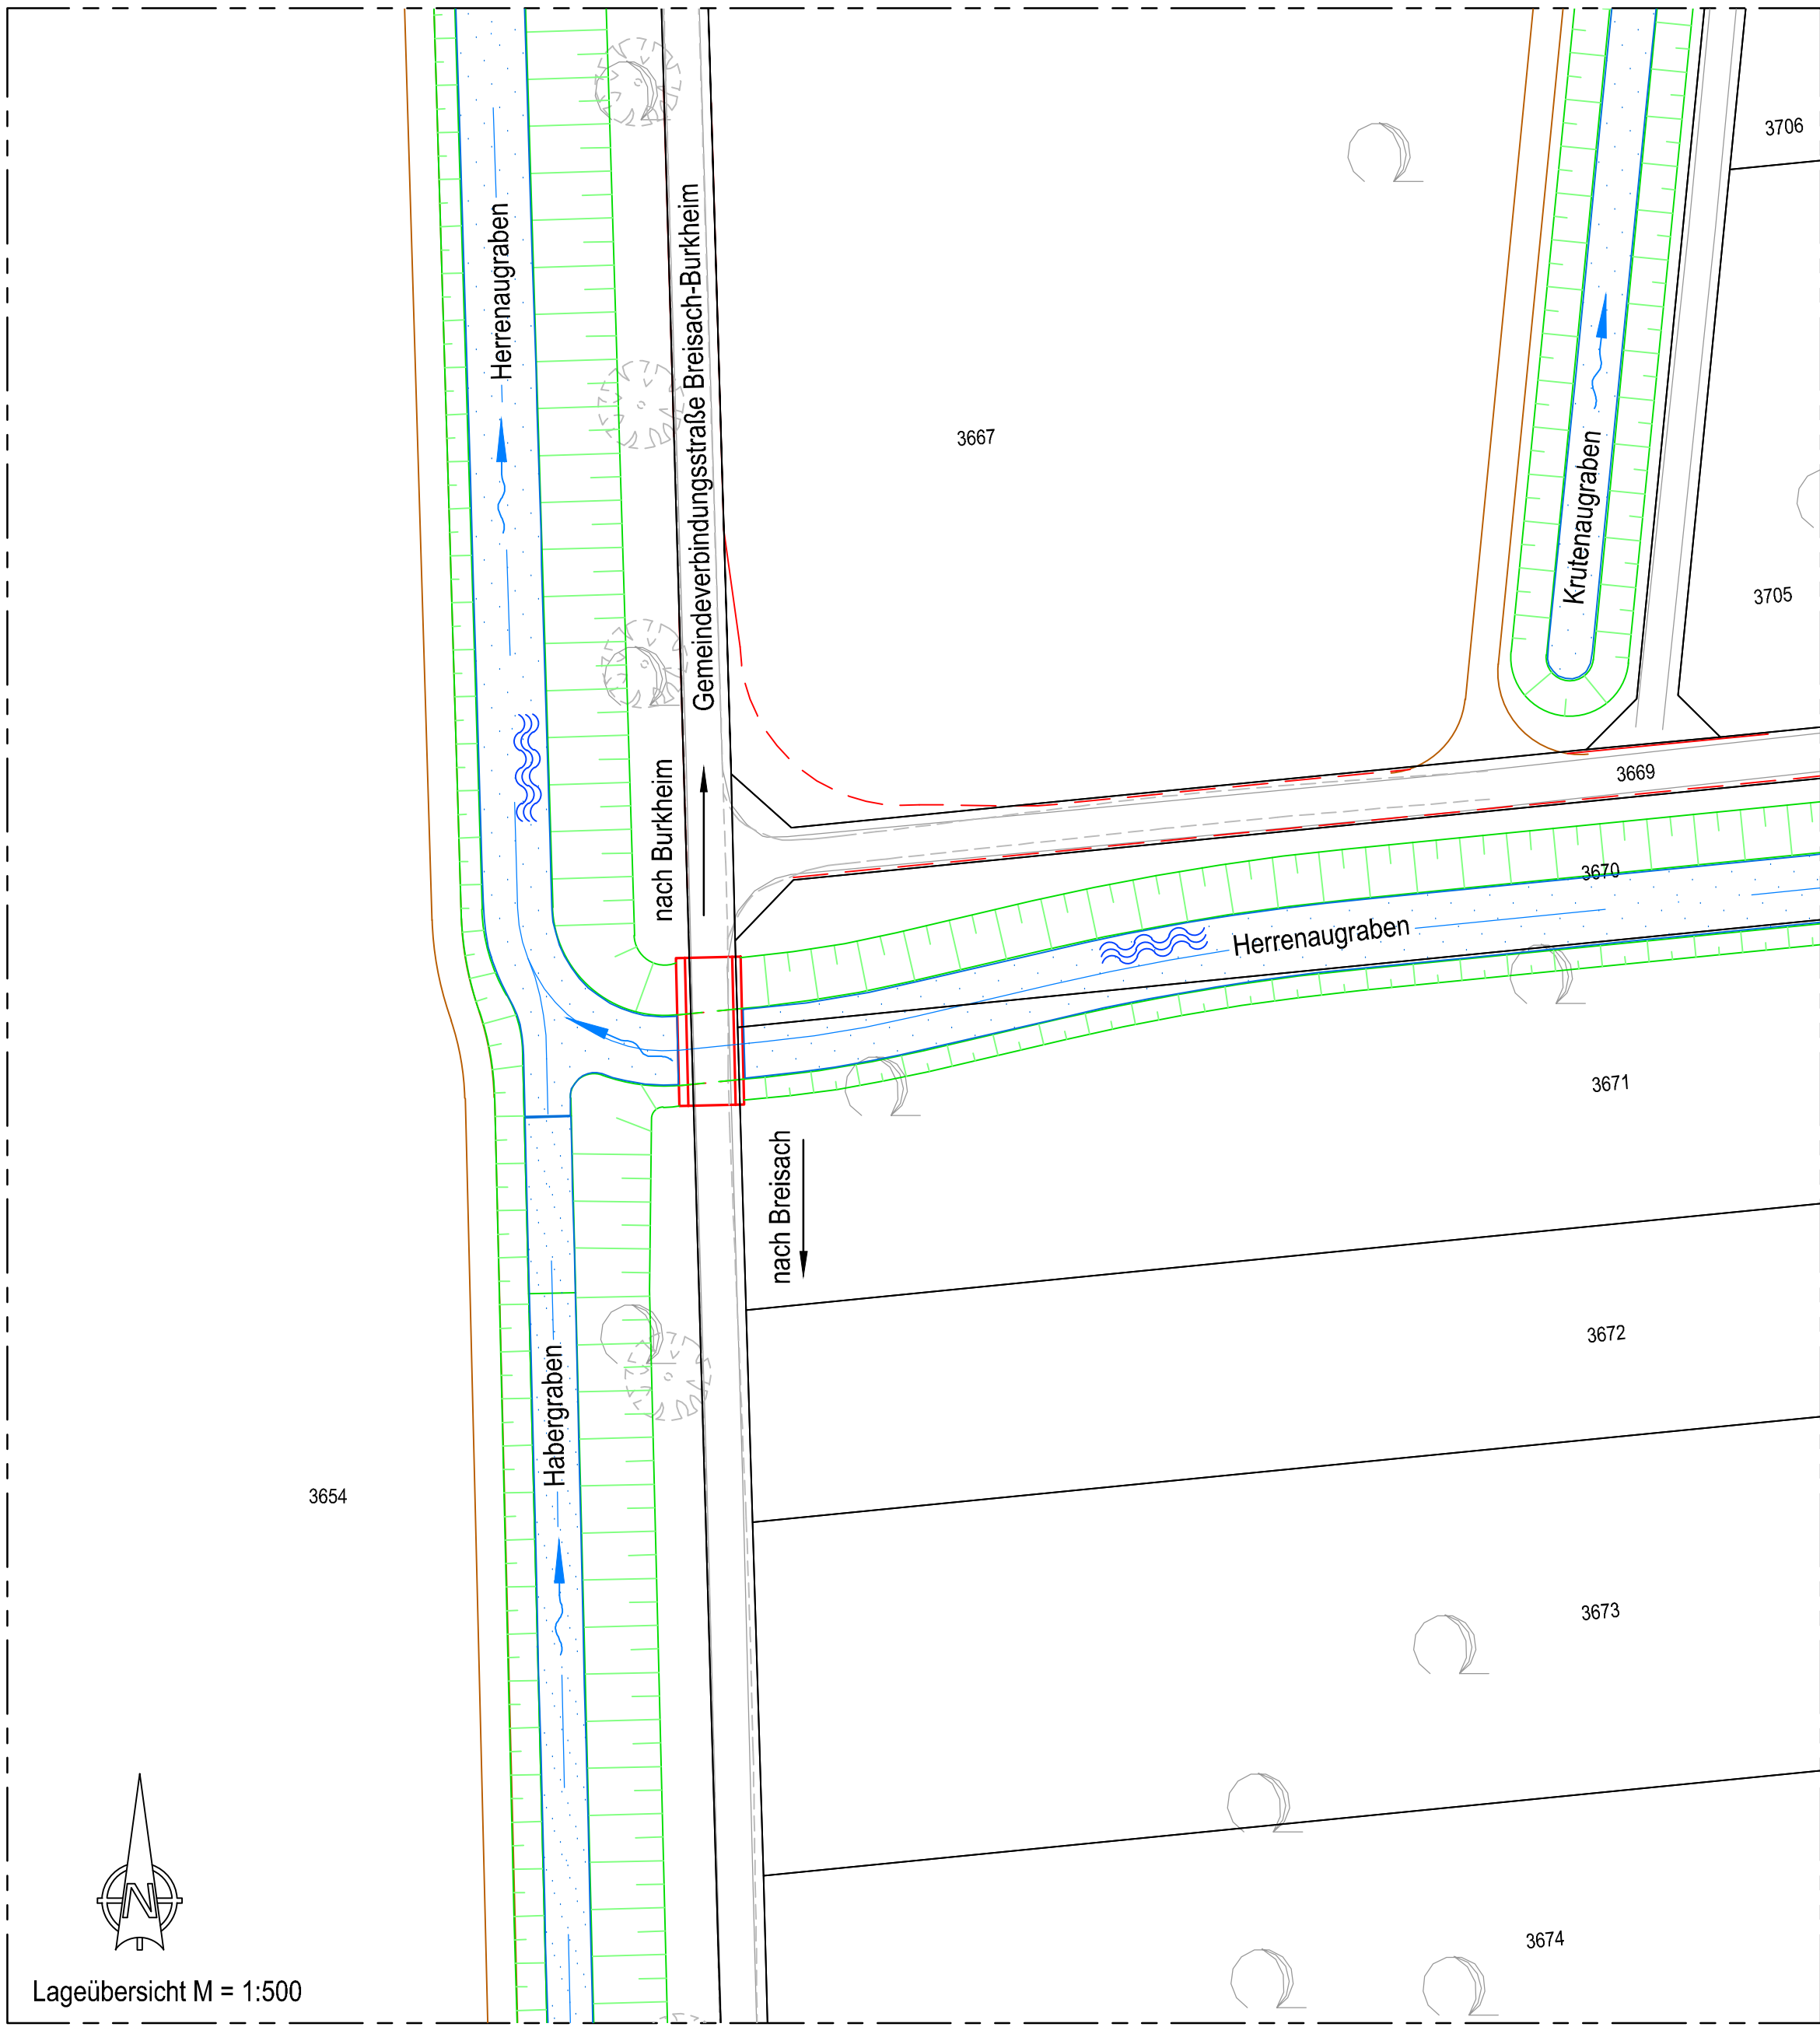 3706
Herrenaugraben
Gemeindeverbindungsstraße Breisach-Burkheim
3667
Krutenaugraben
3705
3669
nach Burkheim
3670
Herrenaugraben
3671
nach Breisach
3672
Habergraben
3654
3673
N
3674
Lageübersicht M = 1:500